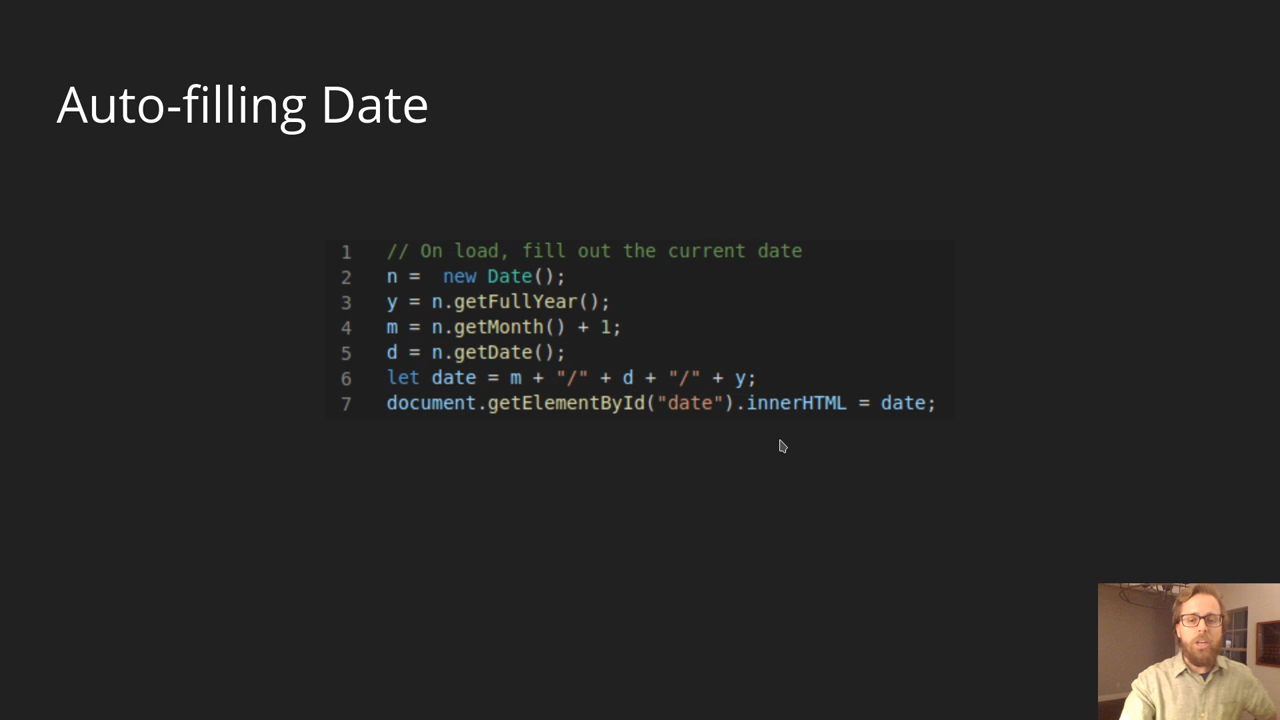 Auto-filling Date
1 // On load, fill out the current date
2 n =  new Date();
3 y = n.getFullYear();
4 m = n.getMonth() + 1;
5 d = n.getDate();
6 let date = m + "/" + d + "/" + y;
7 document.getElementById("date").innerHTML = date;